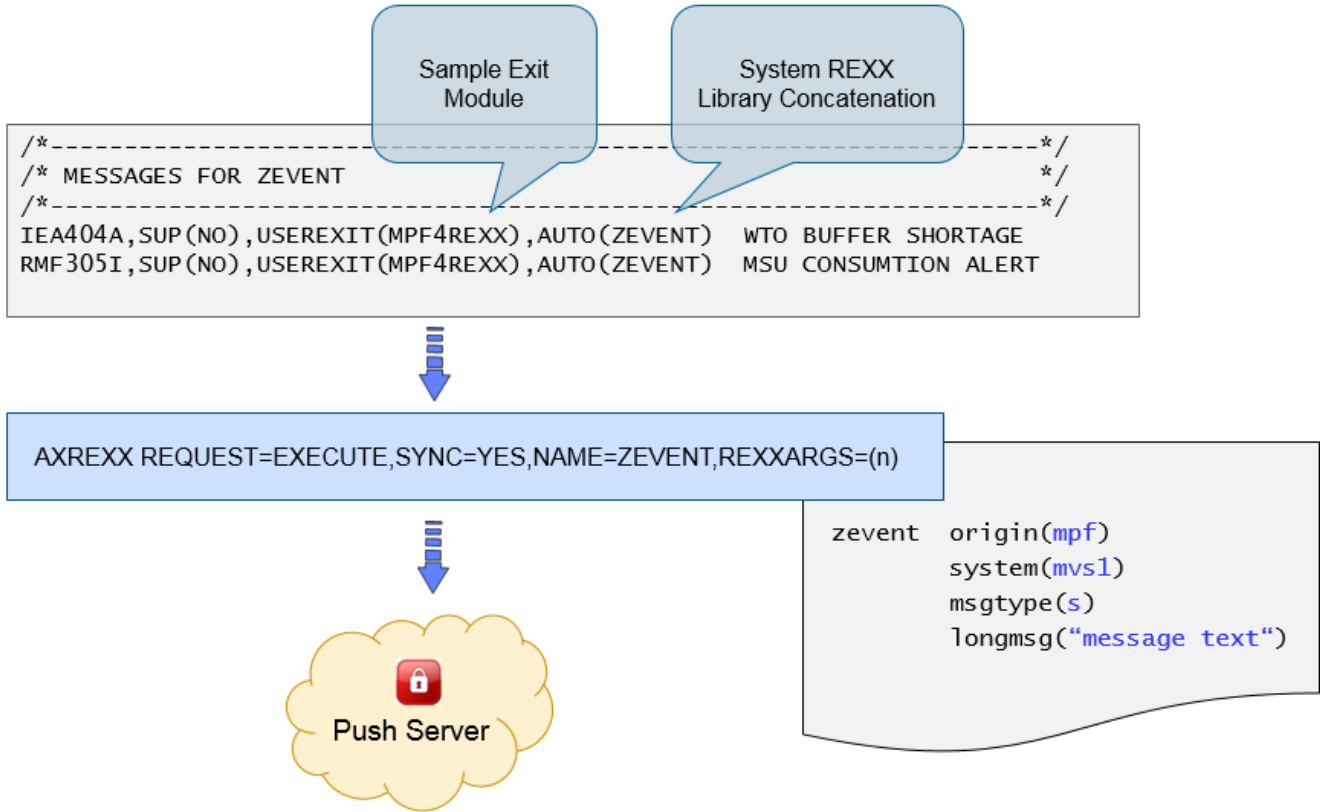 Sample Exit
Module
System REXX
Library Concatenation
/*--------------------------------------------------------------------*/
/* MESSAGES FOR ZEVENT                                                */
/*--------------------------------------------------------------------*/
IEA404A,SUP(NO),USEREXIT(MPF4REXX),AUTO(ZEVENT)  WTO BUFFER SHORTAGE
RMF305I,SUP(NO),USEREXIT(MPF4REXX),AUTO(ZEVENT)  MSU CONSUMTION ALERT
AXREXX REQUEST=EXECUTE,SYNC=YES,NAME=ZEVENT,REXXARGS=(n)
zevent  origin(mpf)
system(mvs1)
msgtype(s)
longmsg(“message text“)
Push Server